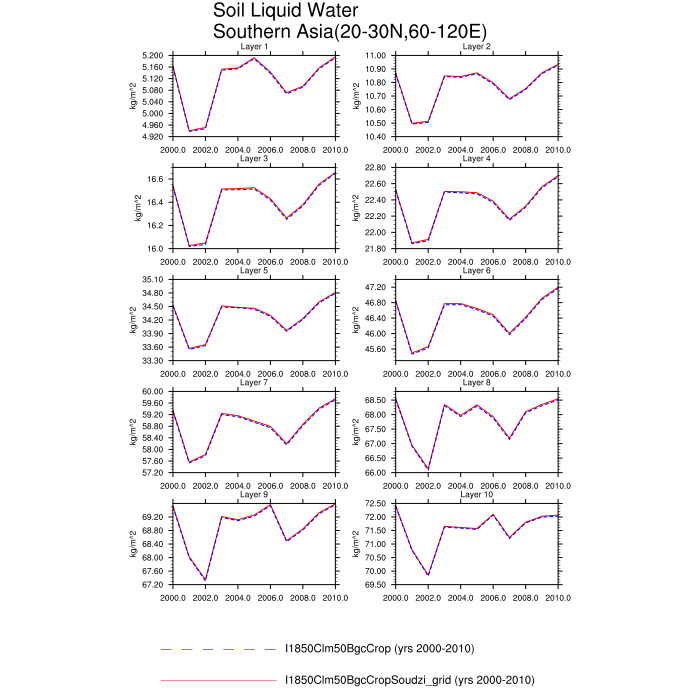 Soil Liquid Water
Southern Asia(20-30N,60-120E)
Layer 1
5.200
5.160
5.120
5.080
5.040
5.000
4.960
4.920
kg/m^2
2000.0 2002.0 2004.0 2006.0 2008.0 2010.0
Layer 2
11.00
10.90
10.80
10.70
10.60
10.50
10.40
kg/m^2
2000.0 2002.0 2004.0 2006.0 2008.0 2010.0
Layer 3
16.6
16.4
16.2
16.0
kg/m^2
2000.0 2002.0 2004.0 2006.0 2008.0 2010.0
Layer 4
22.80
22.60
22.40
22.20
22.00
21.80
kg/m^2
2000.0 2002.0 2004.0 2006.0 2008.0 2010.0
Layer 5
35.10
34.80
34.50
34.20
33.90
33.60
33.30
kg/m^2
2000.0 2002.0 2004.0 2006.0 2008.0 2010.0
Layer 6
47.20
46.80
46.40
46.00
45.60
kg/m^2
2000.0 2002.0 2004.0 2006.0 2008.0 2010.0
Layer 7
60.00
59.60
59.20
58.80
58.40
58.00
57.60
57.20
kg/m^2
2000.0 2002.0 2004.0 2006.0 2008.0 2010.0
Layer 8
68.50
68.00
67.50
67.00
66.50
66.00
kg/m^2
2000.0 2002.0 2004.0 2006.0 2008.0 2010.0
Layer 9
69.20
68.80
68.40
68.00
67.60
67.20
kg/m^2
2000.0 2002.0 2004.0 2006.0 2008.0 2010.0
Layer 10
72.50
72.00
71.50
71.00
70.50
70.00
69.50
kg/m^2
2000.0 2002.0 2004.0 2006.0 2008.0 2010.0
I1850Clm50BgcCrop (yrs 2000-2010)
I1850Clm50BgcCropSoudzi_grid (yrs 2000-2010)